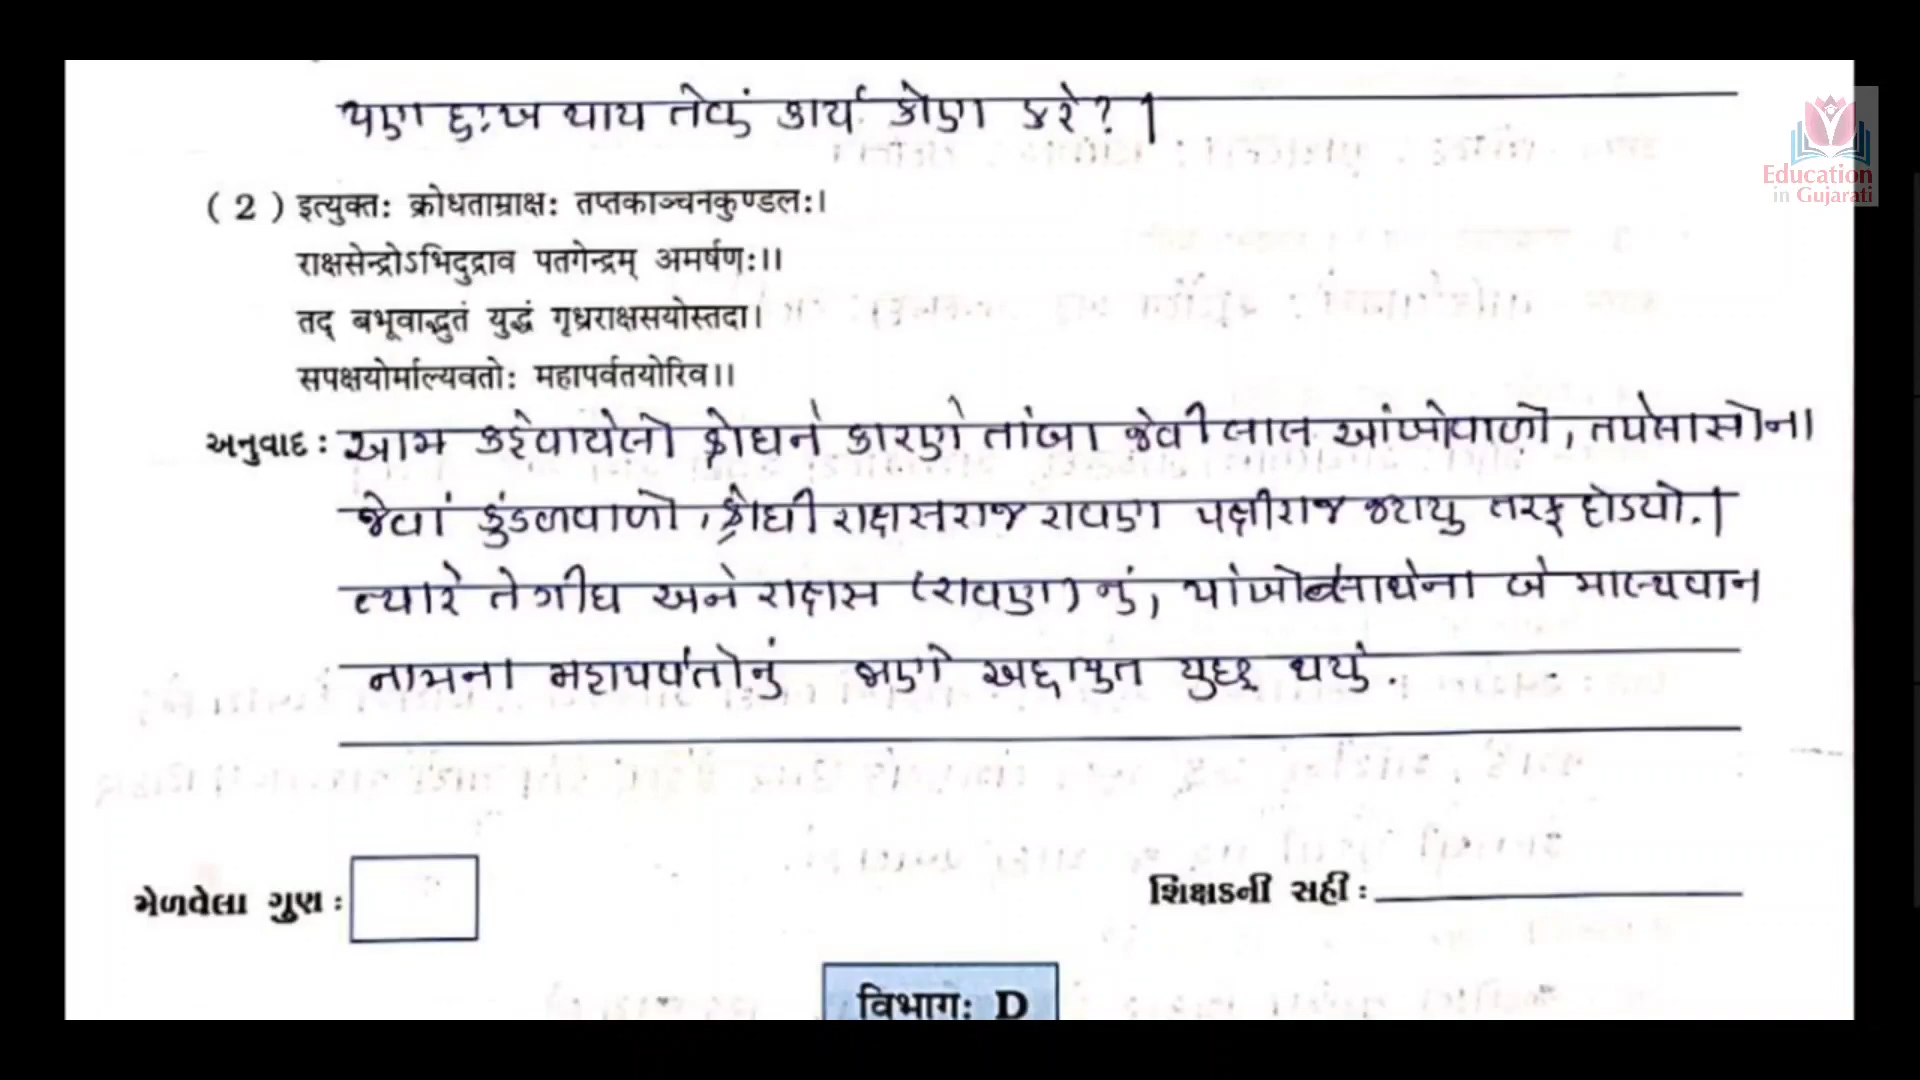 પણ દુઃખ થાય તેવું કાર્ય કોણ કરે? |
Education
in Gujarati
( 2 ) इत्युक्तः क्रोधताम्राक्षः तप्तकाञ्चनकुण्डलः।
राक्षसेन्द्रोऽभिदुद्राव पतगेन्द्रम् अमर्षणः।।
तद् बभूवाद्भुतं युद्धं गृध्रराक्षसयोस्तदा।
सपक्षयोर्माल्यवतोः महापर्वतयोरिव।।
અનુવાદ : આમ કહેવાયેલો ક્રોધને કારણે તાંબા જેવી લાલ આંખોવાળો, તપેલા સોના
જેવાં કુંડળવાળો, ક્રોધી રાક્ષસરાજ રાવણ પક્ષીરાજ જટાયુ તરફ દોડયો. |
ત્યારે તે ગીધ અને રાક્ષસ (રાવણ) નું, પાંખો સાથેના બે માલ્યવાન
નામના મહાપર્વતોનું જાણે અદ્દભુત યુદ્ધ થયું.
મેળવેલા ગુણ :
શિક્ષકની સહી :
विभागः D